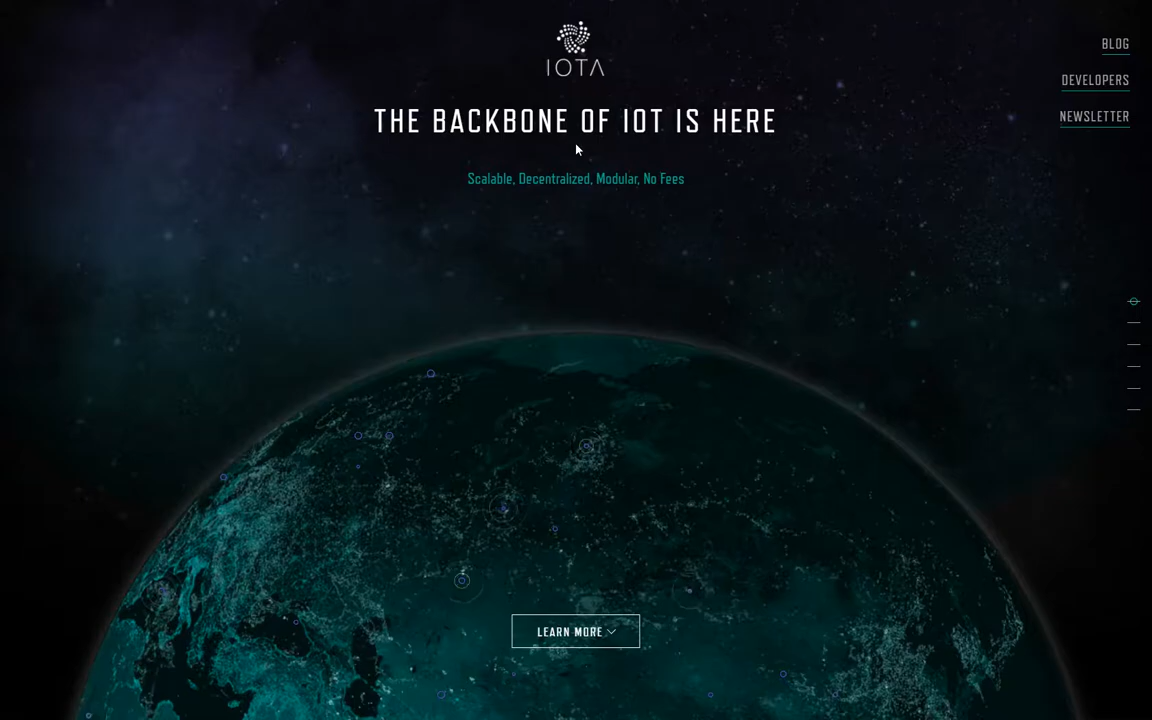 IOTA
THE BACKBONE OF IOT IS HERE
Scalable, Decentralized, Modular, No Fees
BLOG
DEVELOPERS
NEWSLETTER
LEARN MORE